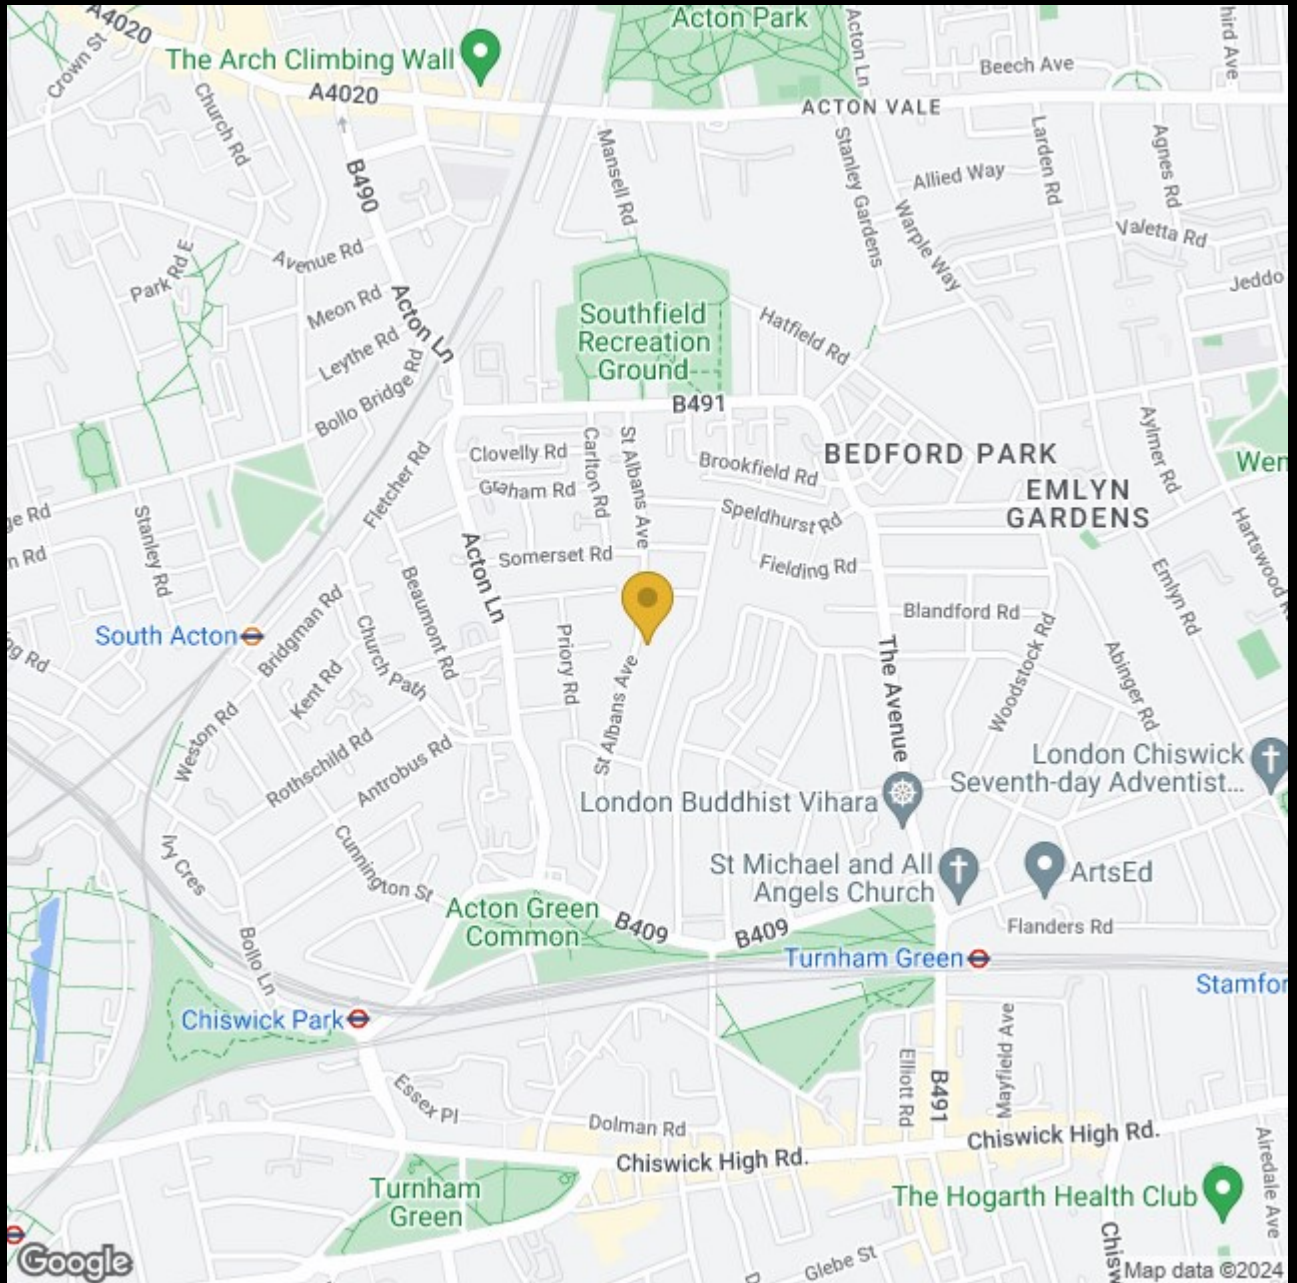 A4020
Crown St
The Arch Climbing Wall
Acton Park
Acton Ln
Beech Ave
A4020
Church Rd
ACTON VALE
B490
Mansell Rd
Stanley Gardens
Larden Rd
Agnes Rd
Allied Way
Warple Way
Valetta Rd
Avenue Rd
Park Rd E
Meon Rd
Acton Ln
Jeddo
Southfield
Recreation
Ground
Hatfield Rd
Leythe Rd
Bollo Bridge Rd
B491
Clovelly Rd
Carlton Rd
St Albans Ave
BEDFORD PARK
Aylmer Rd
Wen
Brookfield Rd
Graham Rd
Fletcher Rd
EMLYN
GARDENS
Speldhurst Rd
ge Rd
Stanley Rd
Hartswood R
n Rd
Acton Ln
Somerset Rd
Fielding Rd
Emlyn Rd
Beaumont Rd
Blandford Rd
South Acton
Bridgman Rd
Church Path
Priory Rd
The Avenue
Woodstock Rd
Abinger Rd
Kent Rd
St Albans Ave
Weston Rd
Rothschild Rd
Antrobus Rd
London Chiswick
Seventh-day Adventist...
London Buddhist Vihara
Ivy Cres
Cunnington St
St Michael and All
Angels Church
ArtsEd
Acton Green
Common
B409
B409
Flanders Rd
Bollo Ln
Turnham Green
Stamfor
Chiswick Park
Mayfield Ave
Elliott Rd
B491
Essex Pl
Dolman Rd
Chiswick High Rd.
Chiswick High Rd.
Airedale Ave
Turnham
Green
The Hogarth Health Club
Chisw
Glebe St
D
Google
Map data ©2024